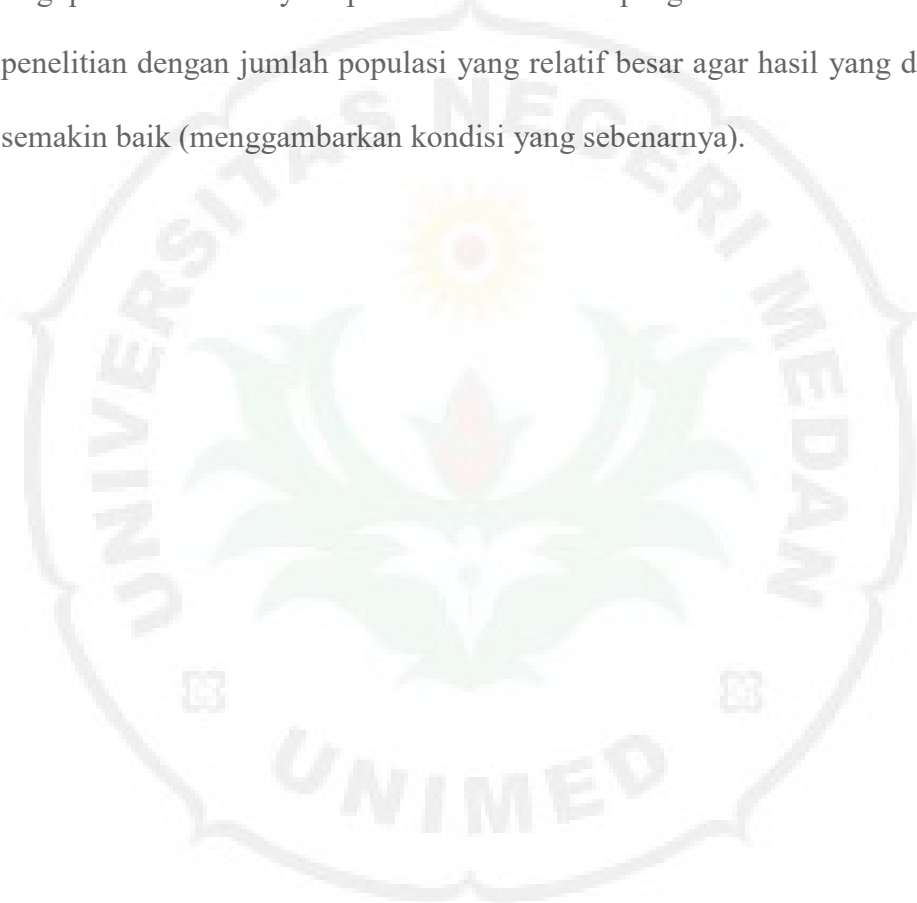 penelitian dengan jumlah populasi yang relatif besar agar hasil yang
semakin baik (menggambarkan kondisi yang sebenarnya).
UNIVERSITAS NEGERI MEDAN
UNIMED